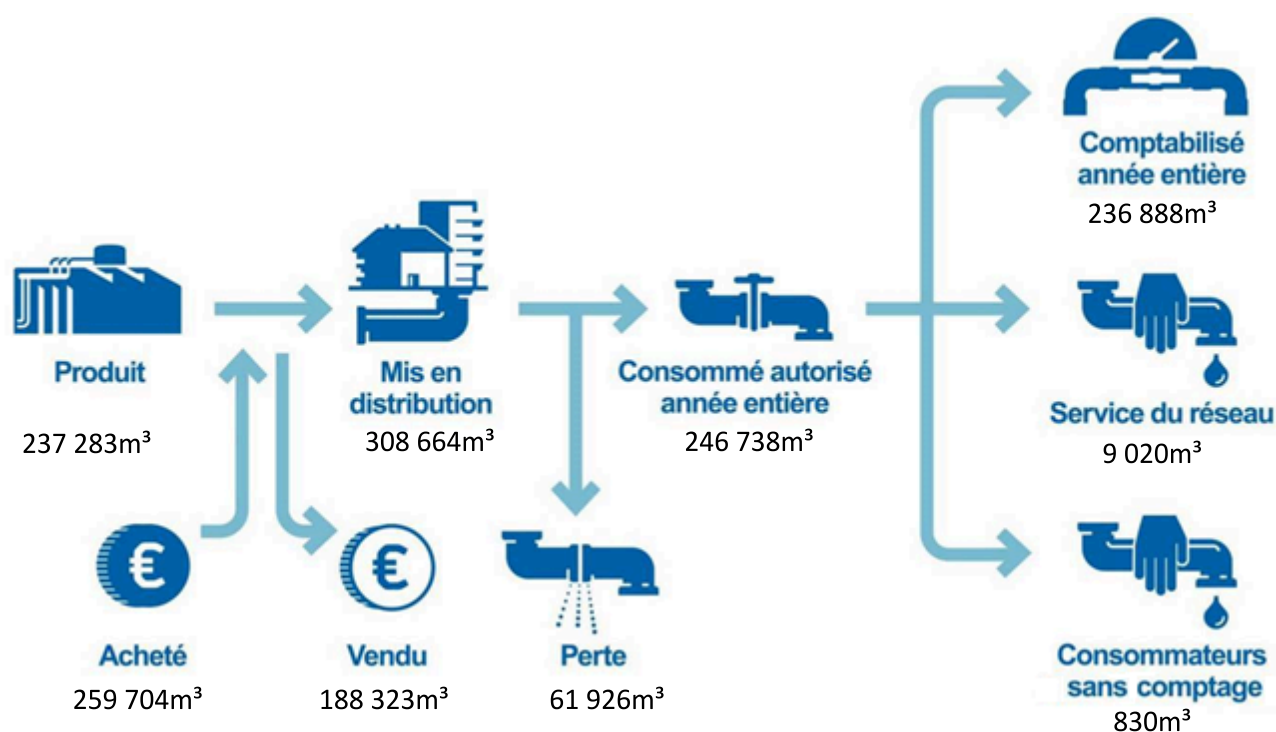 Comptabilisé
année entière
236 888m³
Produit
237 283m³
Mis en
distribution
308 664m³
Consommé autorisé
année entière
246 738m³
Service du réseau
9 020m³
€
Acheté
259 704m³
€
Vendu
188 323m³
Perte
61 926m³
Consommateurs
sans comptage
830m³